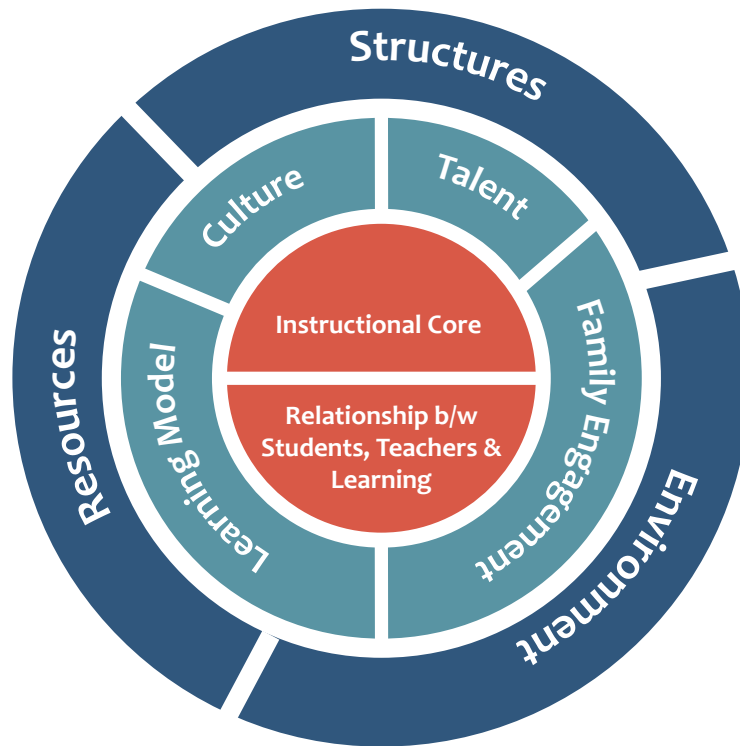 Structures
Culture
Talent
Instructional Core
Relationship b/w
Students, Teachers &
Learning
Learning Model
Family Engagement
Resources
Environment